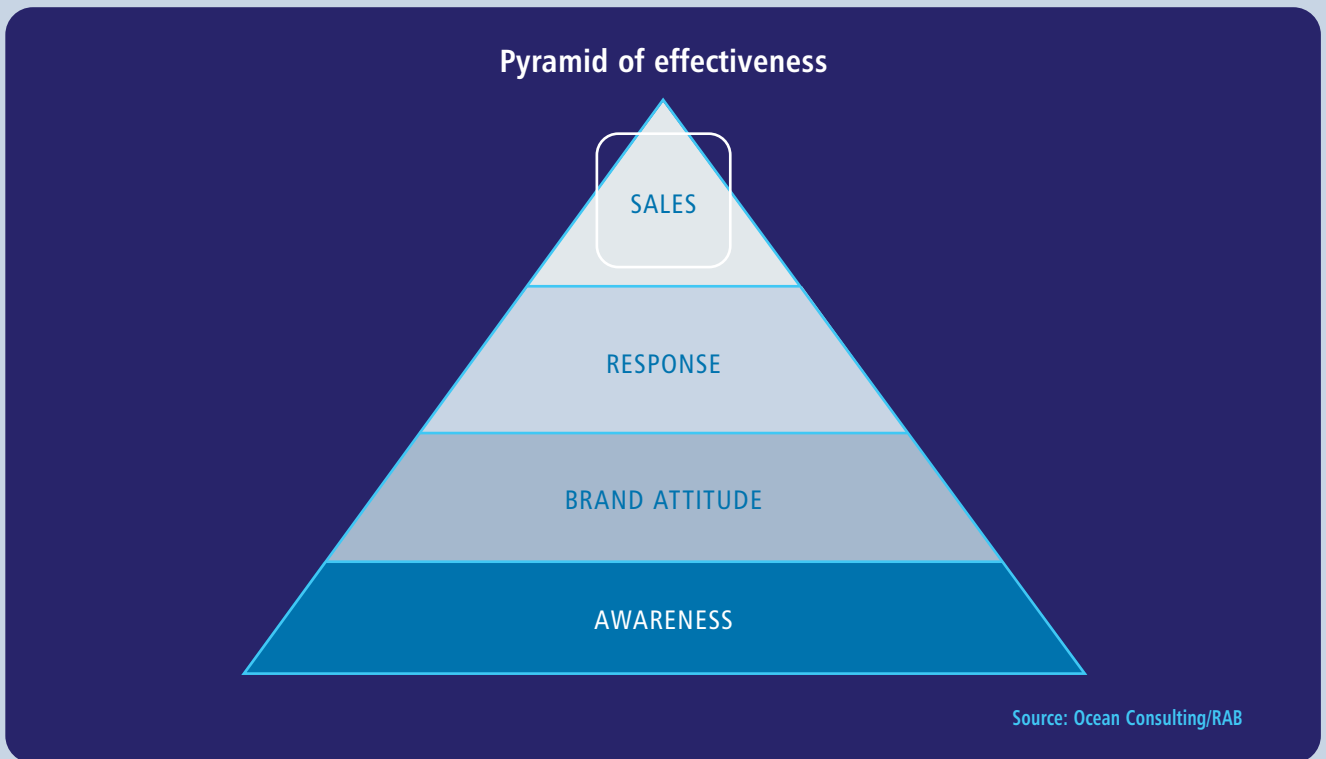 Pyramid of effectiveness
SALES
RESPONSE
BRAND ATTITUDE
AWARENESS
Source: Ocean Consulting/RAB